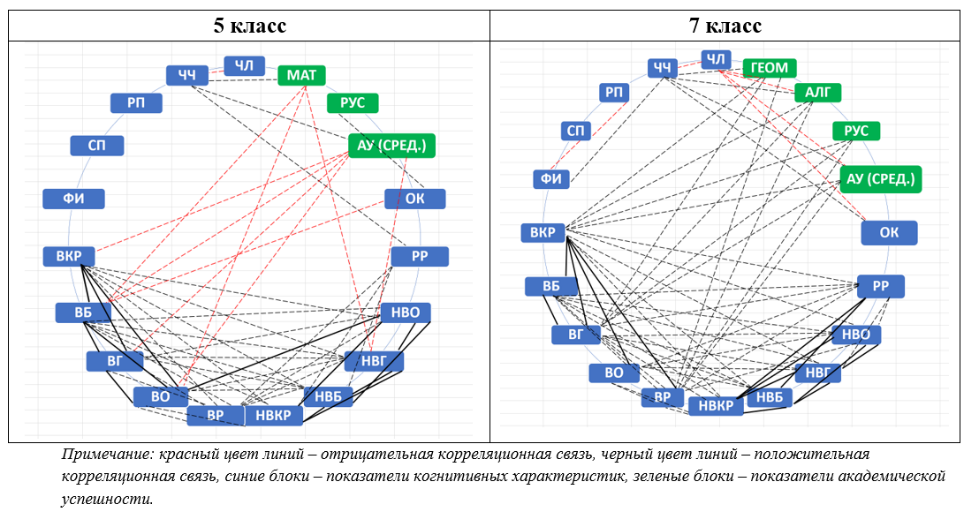 5 класс
7 класс
ЧЛ
МАТ
ЧЧ
РУС
РП
АУ (СРЕД.)
СП
ОК
ФИ
РР
ВКР
НВО
ВБ
НВГ
ВГ
НВБ
ВО
НВКР
ВР
ЧЛ
ГЕОМ
ЧЧ
АЛГ
РП
РУС
СП
АУ (СРЕД.)
ФИ
ОК
ВКР
РР
ВБ
НВО
ВГ
НВГ
ВО
НВБ
ВР
НВКР
Примечание: красный цвет линий – отрицательная корреляционная связь, черный цвет линий – положительная
корреляционная связь, синие блоки – показатели когнитивных характеристик, зеленые блоки – показатели академической
успешности.